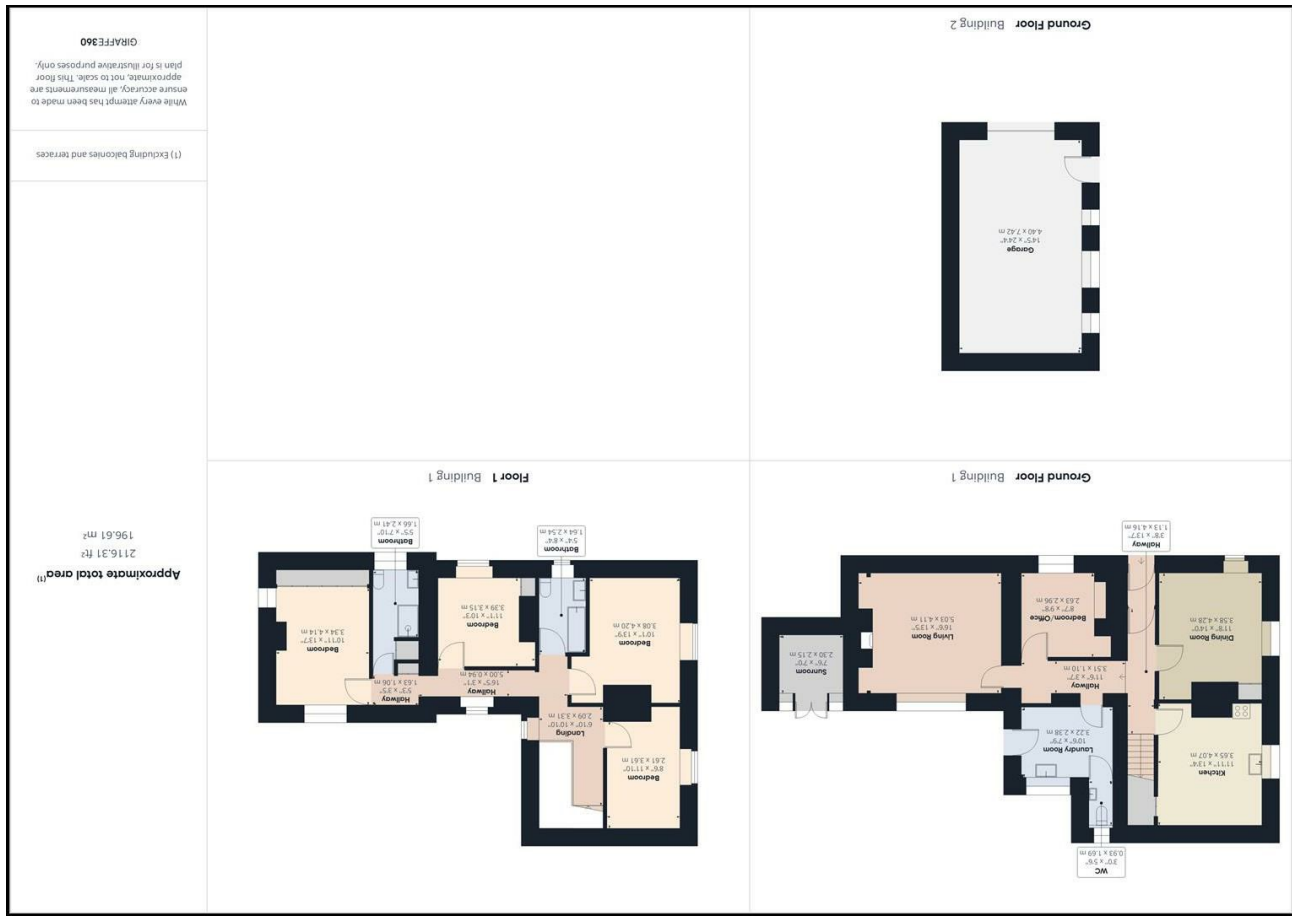 WC
3'0" x 5'6"
0.93 x 1.69 m
Kitchen
11'11" x 13'4"
3.65 x 4.07 m
Laundry Room
10'6" x 7'9"
3.22 x 2.38 m
Hallway
11'6" x 3'7"
3.51 x 1.10 m
Sunroom
7'6" x 7'0"
2.30 x 2.15 m
Dining Room
11'8" x 14'0"
3.58 x 4.28 m
Bedroom/Office
8'7" x 9'8"
2.63 x 2.96 m
Living Room
16'6" x 13'5"
5.03 x 4.11 m
Hallway
3'8" x 13'7"
1.13 x 4.16 m
Ground Floor Building 1
Bedroom
8'6" x 11'10"
2.61 x 3.61 m
Landing
6'10" x 10'10"
2.09 x 3.31 m
Hallway
16'5" x 3'1"
5.00 x 0.94 m
Hallway
5'3" x 3'5"
1.63 x 1.06 m
Bedroom
10'1" x 13'9"
3.08 x 4.20 m
Bedroom
11'1" x 10'3"
3.39 x 3.15 m
Bedroom
10'11" x 13'7"
3.34 x 4.14 m
Bathroom
5'4" x 8'4"
1.64 x 2.54 m
Bathroom
5'5" x 7'10"
1.66 x 2.41 m
Floor 1 Building 1
Garage
14'5" x 24'4"
4.40 x 7.42 m
Ground Floor Building 2
Approximate total area(1)
2116.31 ft²
196.61 m²
(1) Excluding balconies and terraces
While every attempt has been made to
ensure accuracy, all measurements are
approximate, not to scale. This floor
plan is for illustrative purposes only.
GIRAFFE360